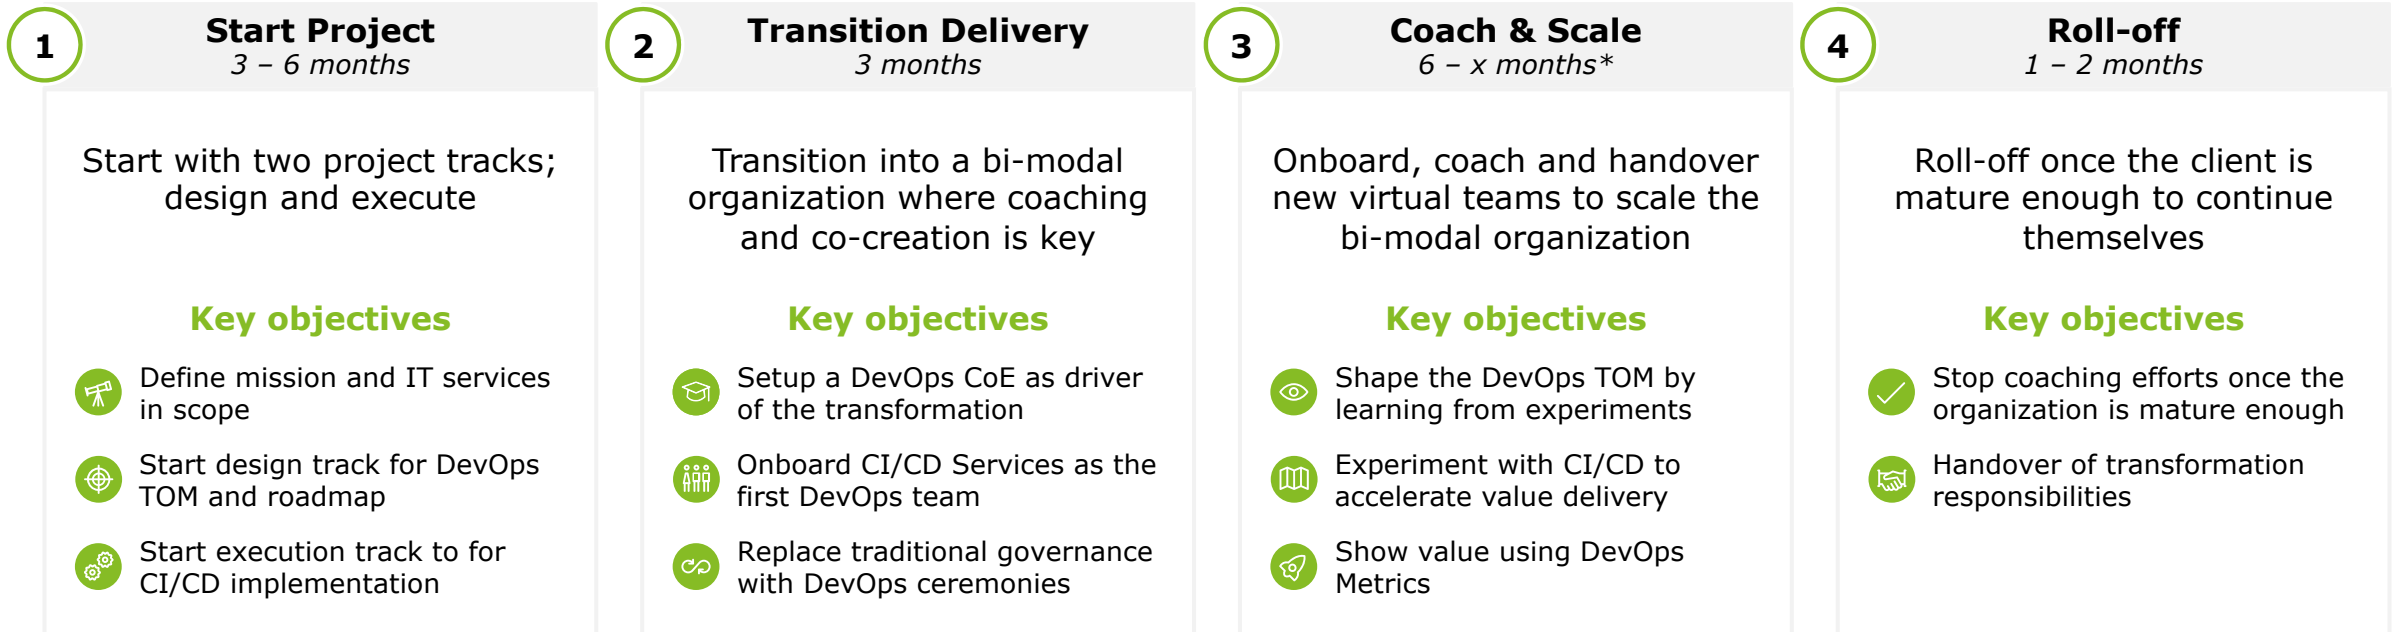 1
Start Project
3 – 6 months
Start with two project tracks;
design and execute
Key objectives
Define mission and IT services
in scope
Start design track for DevOps
TOM and roadmap
Start execution track to for
CI/CD implementation
2
Transition Delivery
3 months
Transition into a bi-modal
organization where coaching
and co-creation is key
Key objectives
Setup a DevOps CoE as driver
of the transformation
Onboard CI/CD Services as the
first DevOps team
Replace traditional governance
with DevOps ceremonies
3
Coach & Scale
6 – x months*
Onboard, coach and handover
new virtual teams to scale the
bi-modal organization
Key objectives
Shape the DevOps TOM by
learning from experiments
Experiment with CI/CD to
accelerate value delivery
Show value using DevOps
Metrics
4
Roll-off
1 – 2 months
Roll-off once the client is
mature enough to continue
themselves
Key objectives
Stop coaching efforts once the
organization is mature enough
Handover of transformation
responsibilities